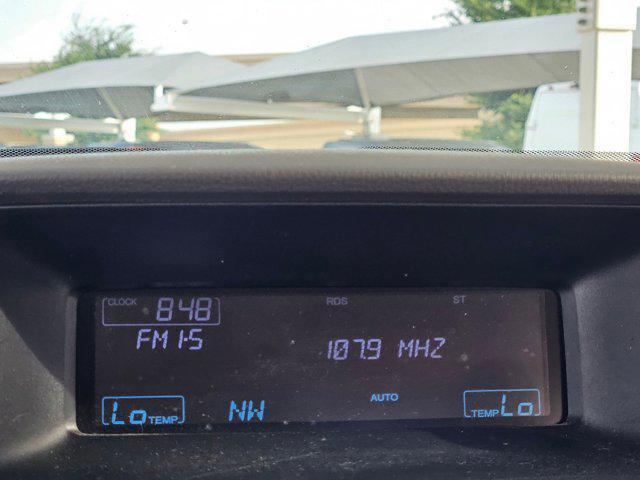 CLOCK 848 RDS ST
FM 1-5 107.9 MHZ
AUTO
Lo TEMP NW TEMP Lo